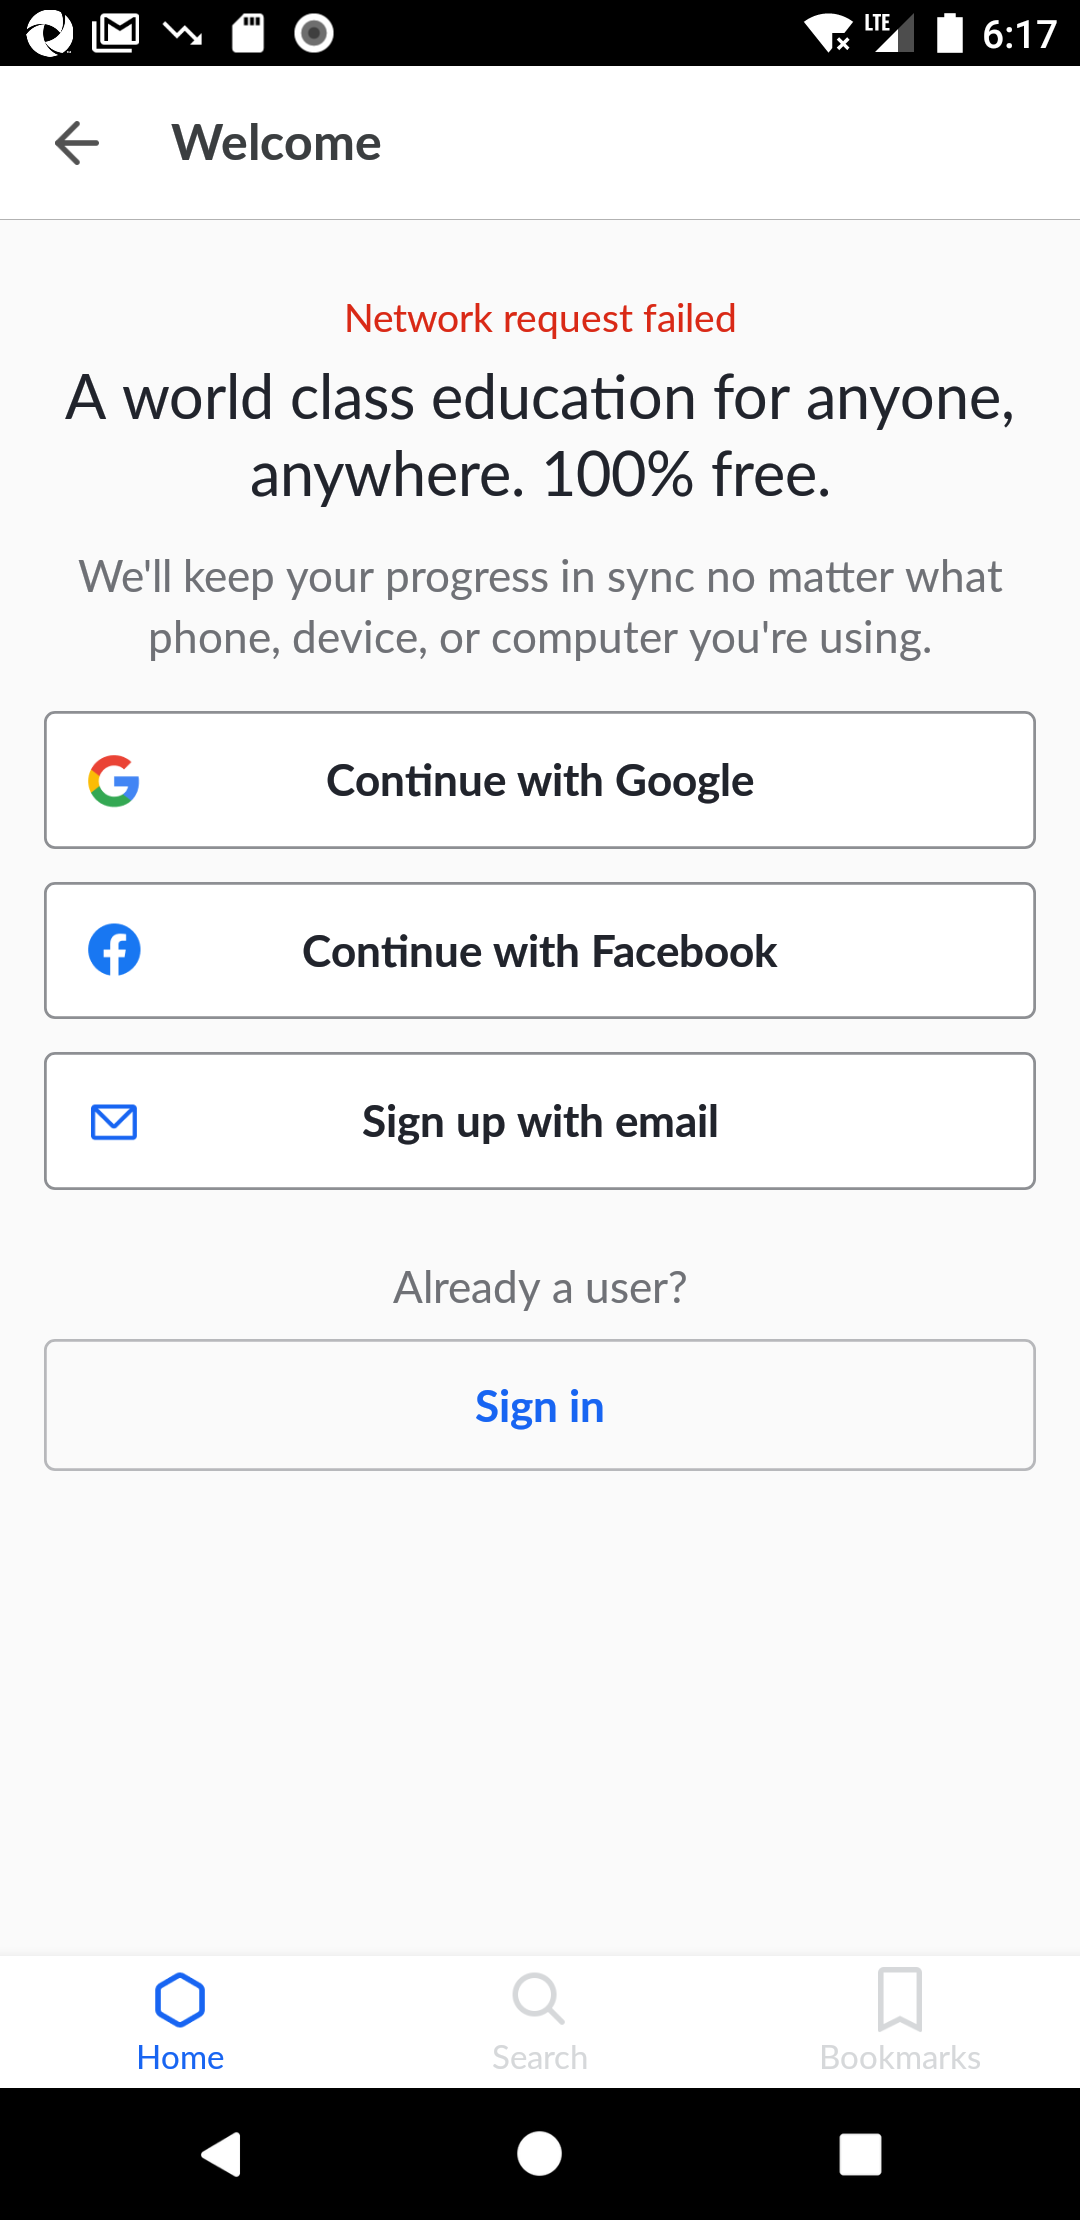 LTE 6:17
Welcome
Network request failed
A world class education for anyone,
anywhere. 100% free.
We'll keep your progress in sync no matter what
phone, device, or computer you're using.
Continue with Google
Continue with Facebook
Sign up with email
Already a user?
Sign in
Home Search Bookmarks